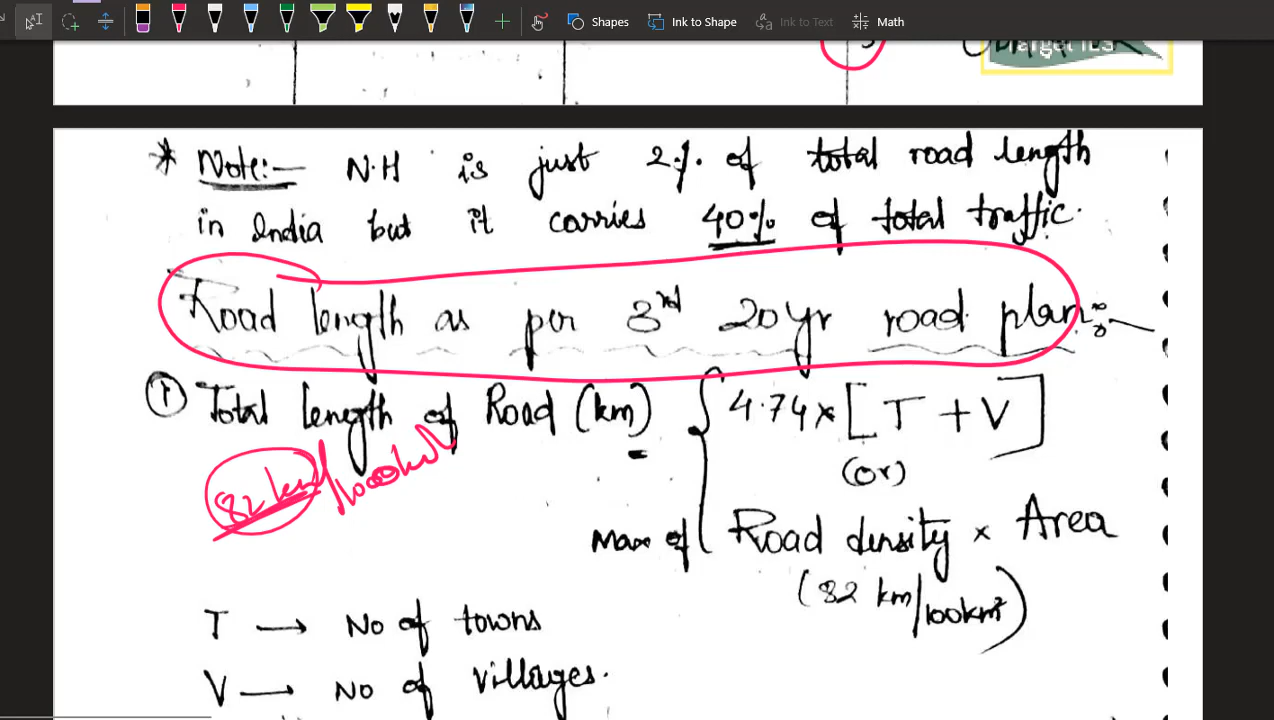 Shapes Ink to Shape Ink to Text Math
* Note:- N.H is just 2% of total road length
in India but it carries 40% of total traffic.
Road length as per 3rd 20 yr road plan:-
① Total length of Road (km) { 4.74 x [T + V]
82 km/100km²
(or)
Max of Road density x Area
(82 km/100km²)
T → No of towns
V → No of villages.